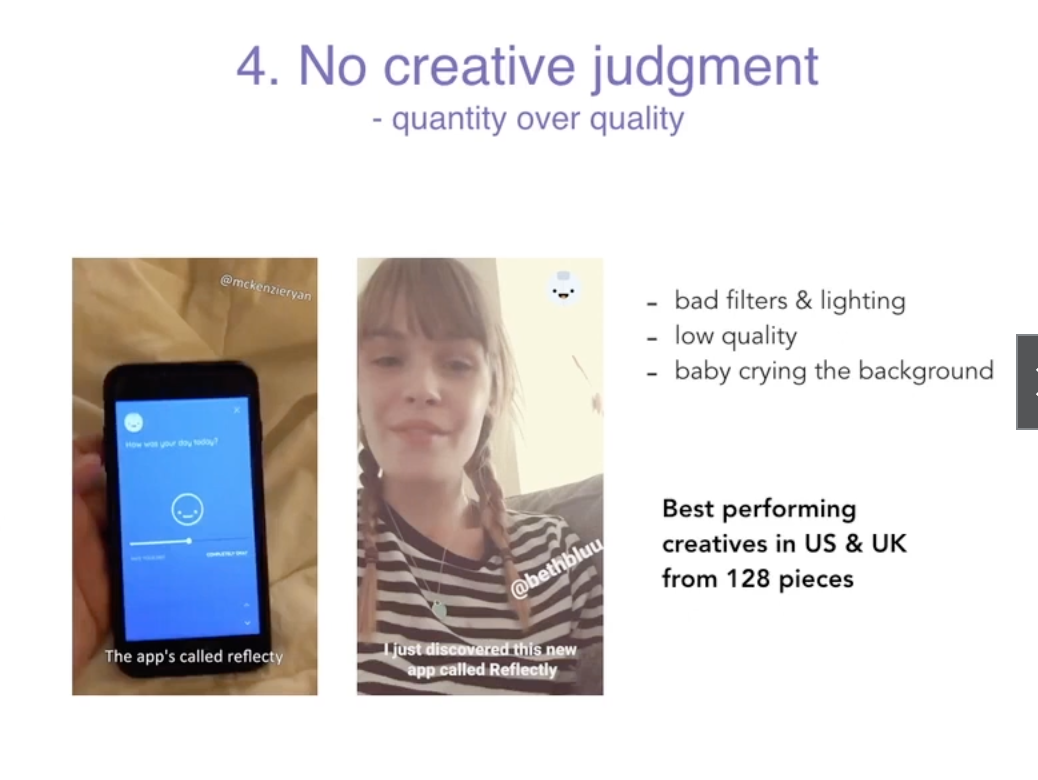 4. No creative judgment
- quantity over quality
@mckenzieryan
How was your day today?
COMPLETELY OKAY
The app's called reflecty
@bethbluu
I just discovered this new
app called Reflectly
- bad filters & lighting
- low quality
- baby crying the background
Best performing
creatives in US & UK
from 128 pieces